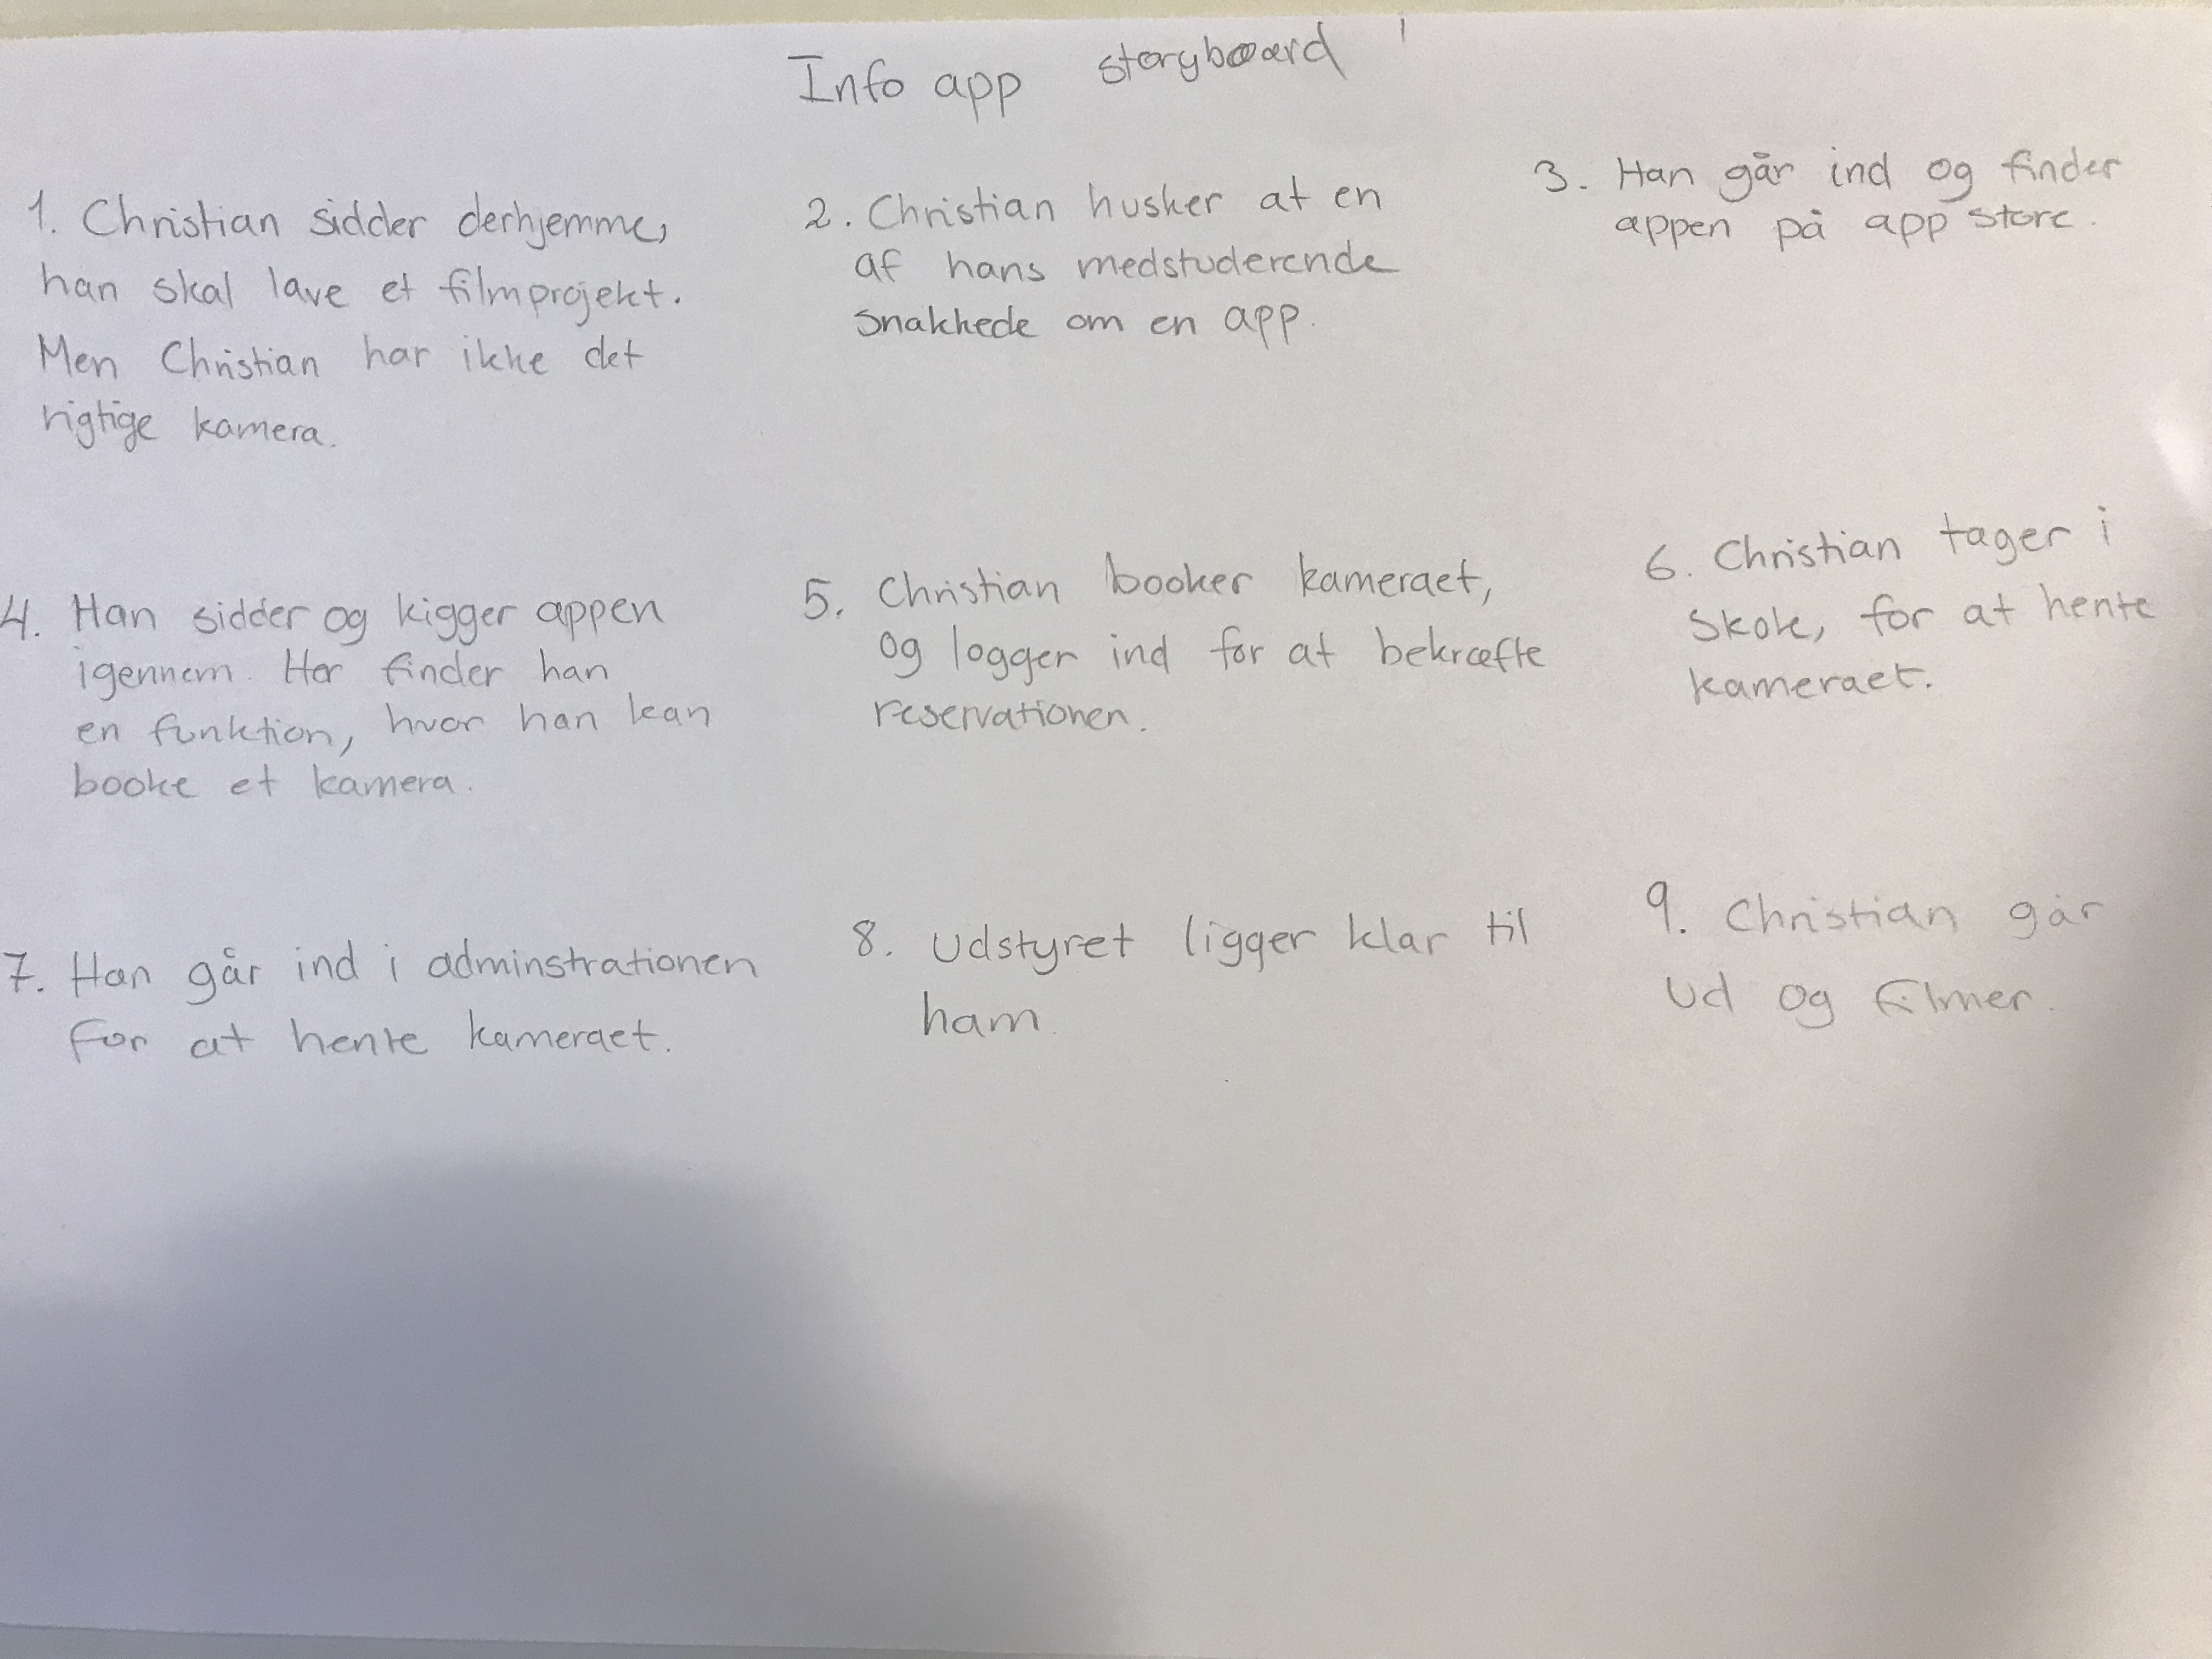 Info app storyboard
1. Christian sidder derhjemme,
han skal lave et filmprojekt.
Men Christian har ikke det
rigtige kamera.
2. Christian husker at en
af hans medstuderende
snakkede om en app.
3. Han går ind og finder
appen på app store.
4. Han sidder og kigger appen
igennem. Her finder han
en funktion, hvor han kan
booke et kamera.
5. Christian booker kameraet,
og logger ind for at bekræfte
reservationen.
6. Christian tager i
skole, for at hente
kameraet.
7. Han går ind i adminstrationen
for at hente kameraet.
8. Udstyret ligger klar til
ham.
9. Christian går
ud og filmer.